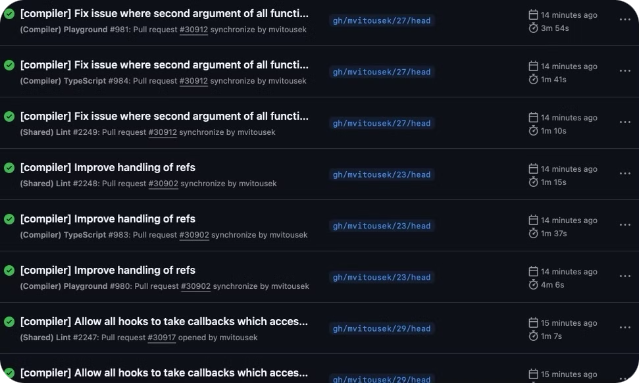 [compiler] Fix issue where second argument of all functi...
gh/mvitousek/27/head
14 minutes ago
(Compiler) Playground #981: Pull request #30912 synchronize by mvitousek
3m 54s
[compiler] Fix issue where second argument of all functi...
gh/mvitousek/27/head
14 minutes ago
(Compiler) TypeScript #984: Pull request #30912 synchronize by mvitousek
1m 41s
[compiler] Fix issue where second argument of all functi...
gh/mvitousek/27/head
14 minutes ago
(Shared) Lint #2249: Pull request #30912 synchronize by mvitousek
1m 10s
[compiler] Improve handling of refs
gh/mvitousek/23/head
14 minutes ago
(Shared) Lint #2248: Pull request #30902 synchronize by mvitousek
1m 15s
[compiler] Improve handling of refs
gh/mvitousek/23/head
14 minutes ago
(Compiler) TypeScript #983: Pull request #30902 synchronize by mvitousek
1m 37s
[compiler] Improve handling of refs
gh/mvitousek/23/head
14 minutes ago
(Compiler) Playground #980: Pull request #30902 synchronize by mvitousek
4m 6s
[compiler] Allow all hooks to take callbacks which acces...
gh/mvitousek/29/head
15 minutes ago
(Shared) Lint #2247: Pull request #30917 opened by mvitousek
1m 7s
[compiler] Allow all hooks to take callbacks which acces...
gh/mvitousek/29/head
15 minutes ago